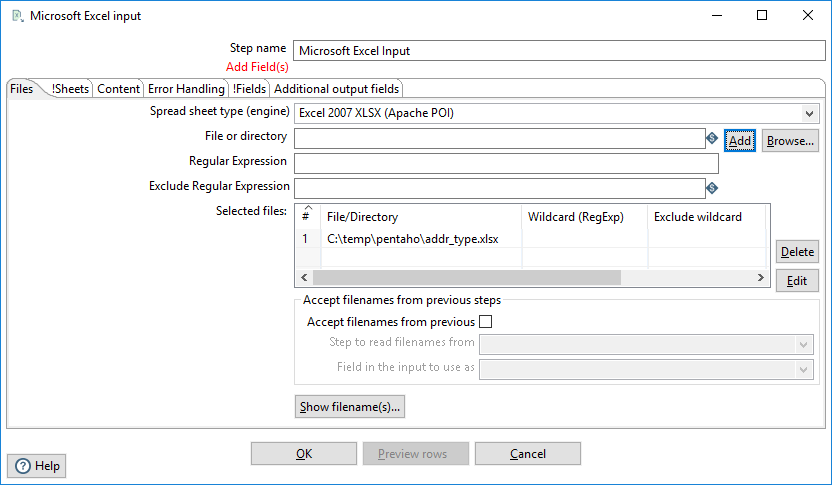 Microsoft Excel input
Step name Microsoft Excel Input
Add Field(s)
Files !Sheets Content Error Handling !Fields Additional output fields
Spread sheet type (engine) Excel 2007 XLSX (Apache POI)
File or directory Add Browse...
Regular Expression
Exclude Regular Expression
Selected files: # File/Directory Wildcard (RegExp) Exclude wildcard
1 C:\temp\pentaho\addr_type.xlsx
Delete
Edit
Accept filenames from previous steps
Accept filenames from previous
Step to read filenames from
Field in the input to use as
Show filename(s)...
OK Preview rows Cancel
Help